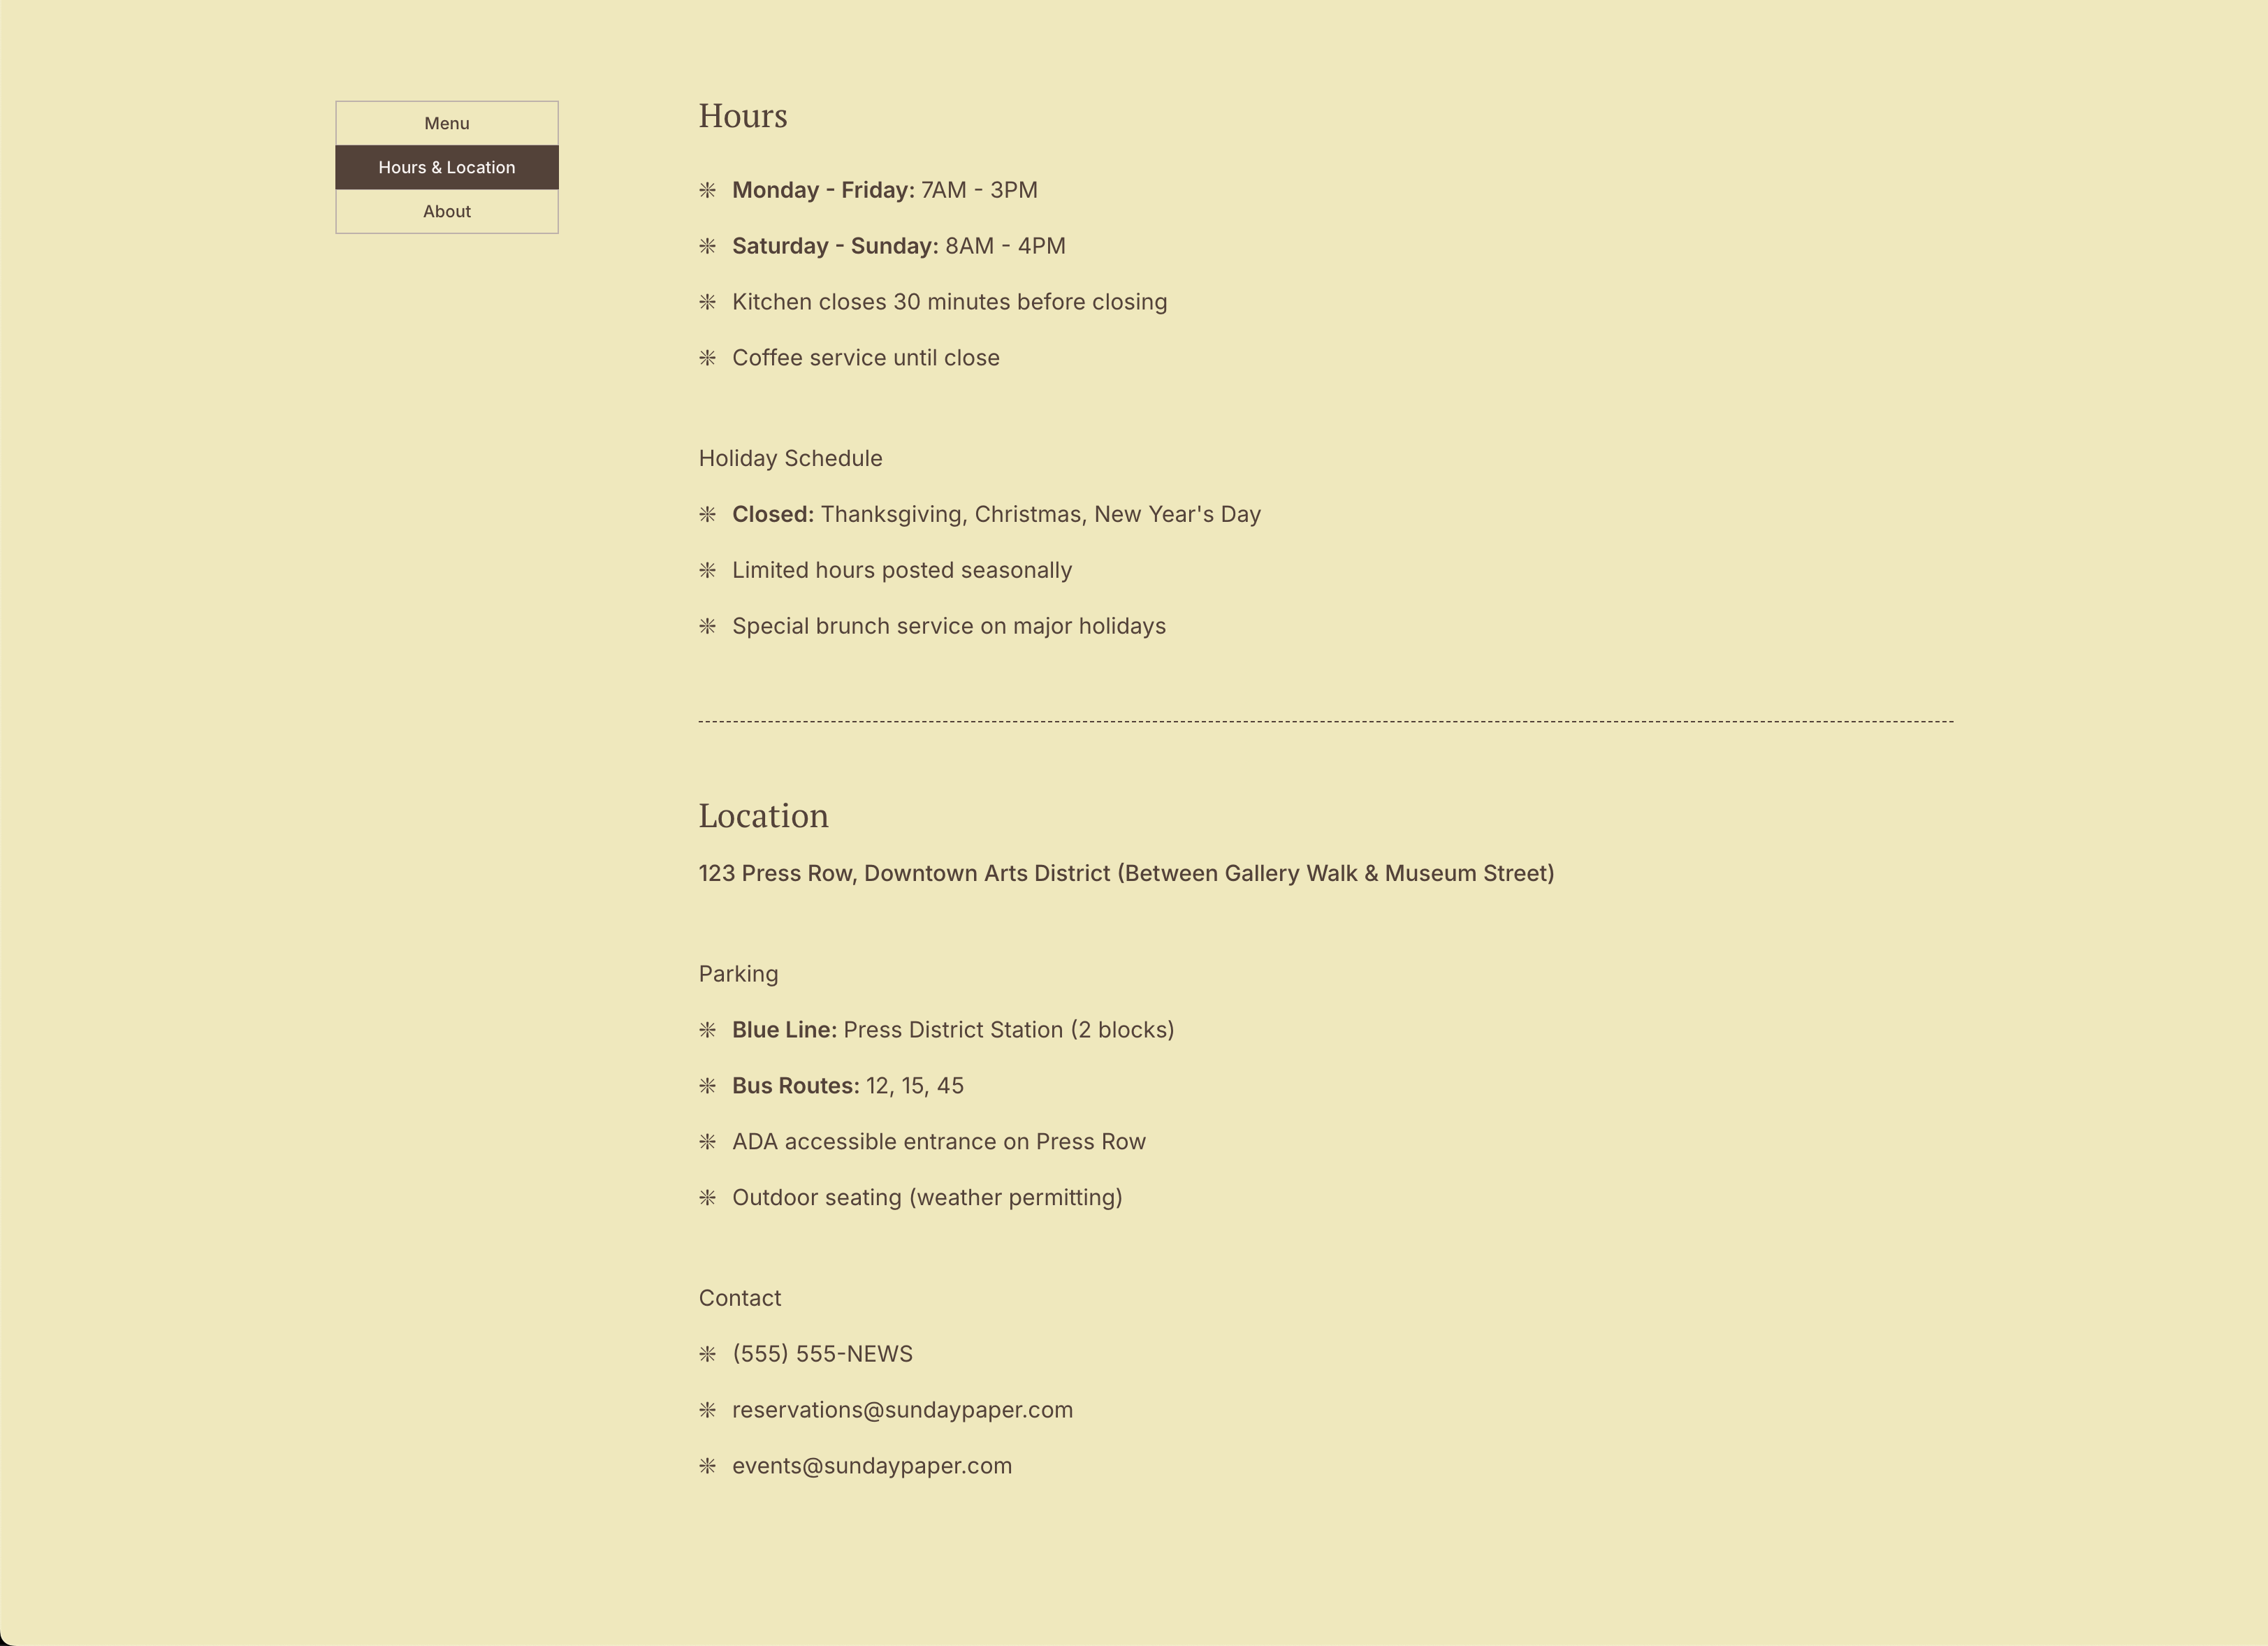 Menu
Hours & Location
About
Hours
Monday - Friday: 7AM - 3PM
Saturday - Sunday: 8AM - 4PM
Kitchen closes 30 minutes before closing
Coffee service until close
Holiday Schedule
Closed: Thanksgiving, Christmas, New Year's Day
Limited hours posted seasonally
Special brunch service on major holidays
Location
123 Press Row, Downtown Arts District (Between Gallery Walk & Museum Street)
Parking
Blue Line: Press District Station (2 blocks)
Bus Routes: 12, 15, 45
ADA accessible entrance on Press Row
Outdoor seating (weather permitting)
Contact
(555) 555-NEWS
reservations@sundaypaper.com
events@sundaypaper.com